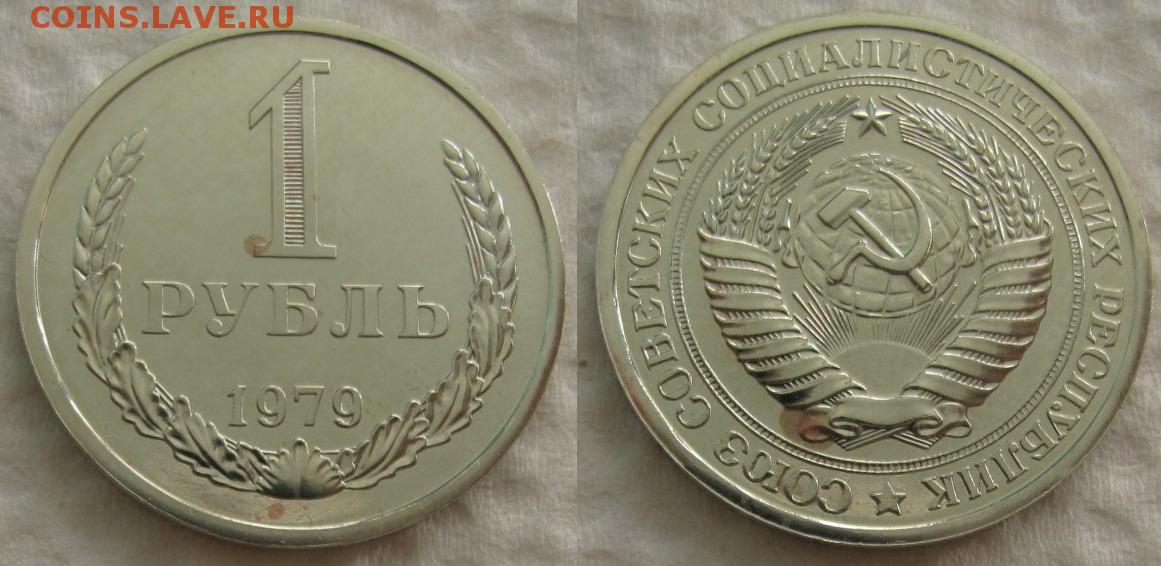 COINS.LAVE.RU
1
РУБЛЬ
1979
СОЮЗ СОВЕТСКИХ СОЦИАЛИСТИЧЕСКИХ РЕСПУБЛИК